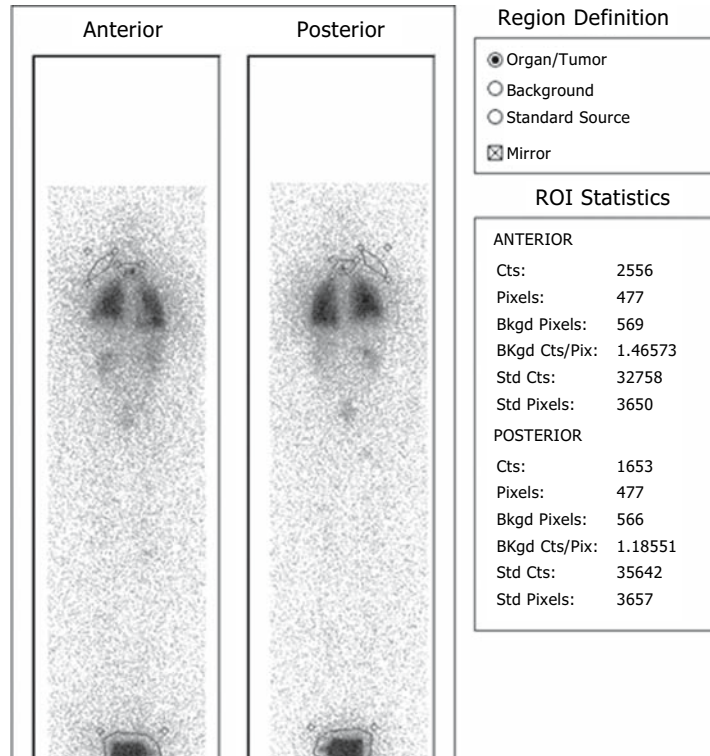 Anterior
Posterior
Region Definition
Organ/Tumor
Background
Standard Source
Mirror
ROI Statistics
ANTERIOR
Cts: 2556
Pixels: 477
Bkgd Pixels: 569
BKgd Cts/Pix: 1.46573
Std Cts: 32758
Std Pixels: 3650
POSTERIOR
Cts: 1653
Pixels: 477
Bkgd Pixels: 566
BKgd Cts/Pix: 1.18551
Std Cts: 35642
Std Pixels: 3657